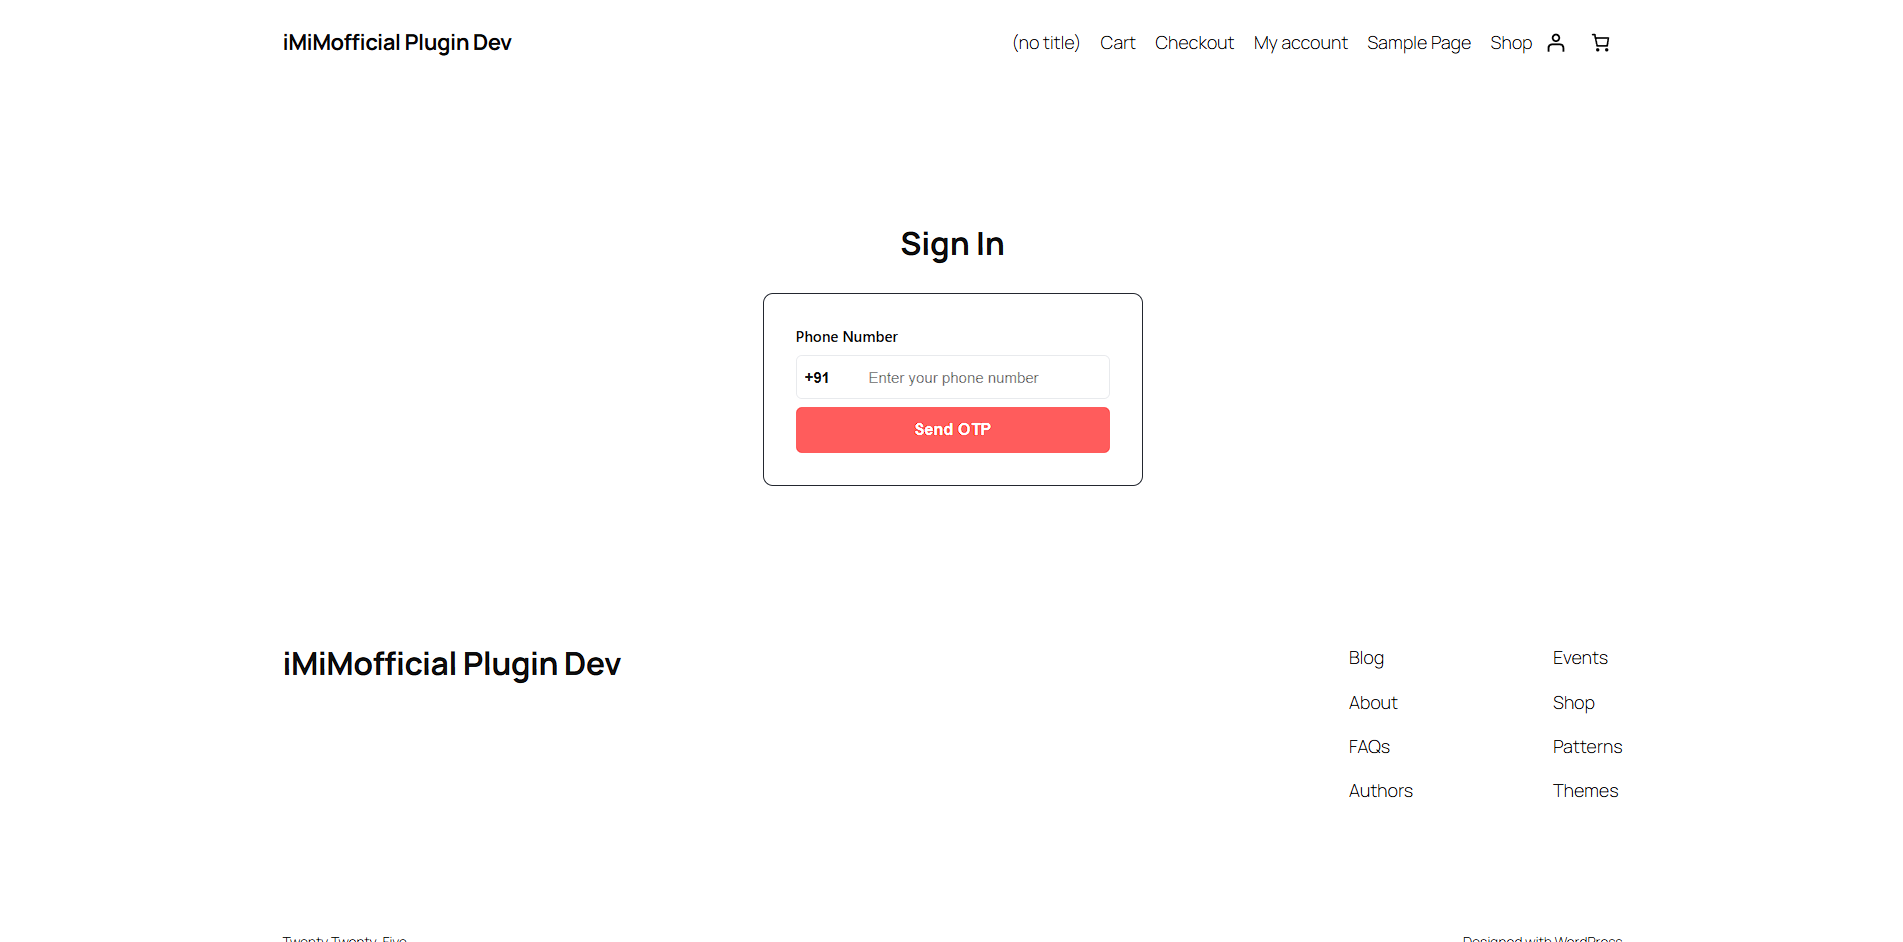 iMiMofficial Plugin Dev
(no title) Cart Checkout My account Sample Page Shop
Sign In
Phone Number
+91 Enter your phone number
Send OTP
iMiMofficial Plugin Dev
Blog Events
About Shop
FAQs Patterns
Authors Themes
Twenty Twenty-Five Designed with WordPress